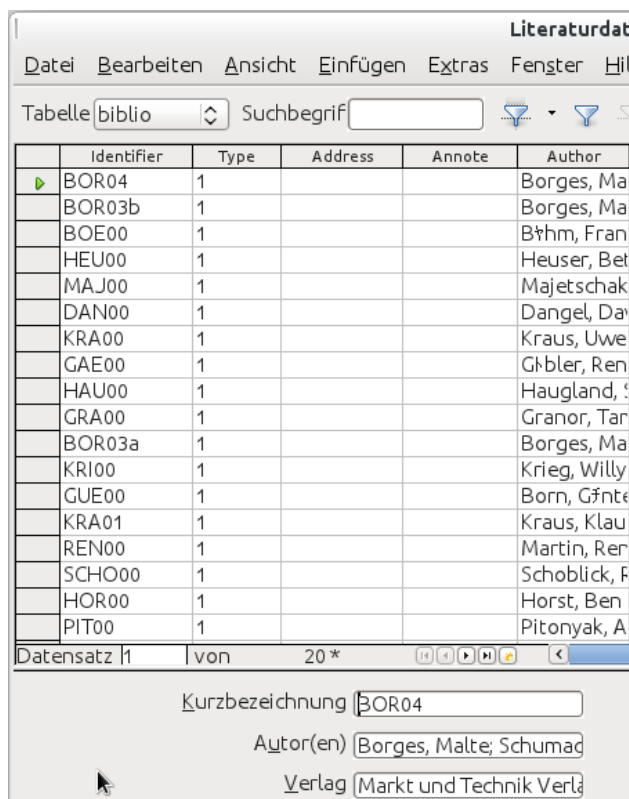 Literaturdat
Datei Bearbeiten Ansicht Einfügen Extras Fenster Hil
Tabelle biblio Suchbegrif
Identifier Type Address Annote Author
BOR04 1 Borges, Ma
BOR03b 1 Borges, Ma
BOE00 1 Fran
HEU00 1 Heuser, Bet
MAJ00 1 Majetschak
DAN00 1 Dangel, Dav
KRA00 1 Kraus, Uwe
GAE00 1 Ren
HAU00 1 Haugland, S
GRA00 1 Granor, Tar
BOR03a 1 Borges, Ma
KRI00 1 Krieg, Willy
GUE00 1 Born,
KRA01 1 Kraus, Klau
REN00 1 Martin, Ren
SCHO00 1 Schoblick, R
HOR00 1 Horst, Ben
PIT00 1 Pitonyak, A
Datensatz 1 von 20 *
Kurzbezeichnung BOR04
Autor(en) Borges, Malte; Schumac
Verlag Markt und Technik Verla